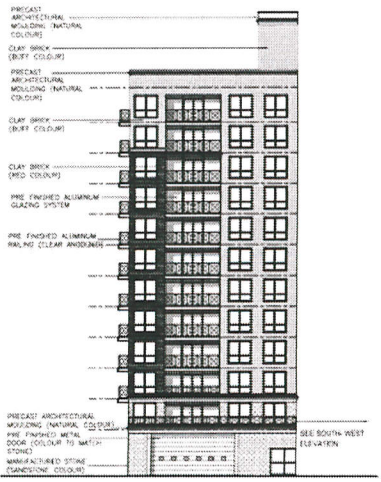 PRECAST
ARCHITECTURAL
MOULDING (NATURAL
COLOUR)
CLAY BRICK
(BUFF COLOUR)
PRECAST
ARCHITECTURAL
MOULDING (NATURAL
COLOUR)
CLAY BRICK
(BUFF COLOUR)
CLAY BRICK
(RED COLOUR)
PRE FINISHED ALUMINUM
GLAZING SYSTEM
PRE FINISHED ALUMINUM
RAILING (CLEAR ANODIZED)
PRECAST ARCHITECTURAL
MOULDING (NATURAL COLOUR)
PRE FINISHED METAL
DOOR (COLOUR TO MATCH
STONE)
MANUFACTURED STONE
(SANDSTONE COLOUR)
SEE SOUTH-WEST
ELEVATION